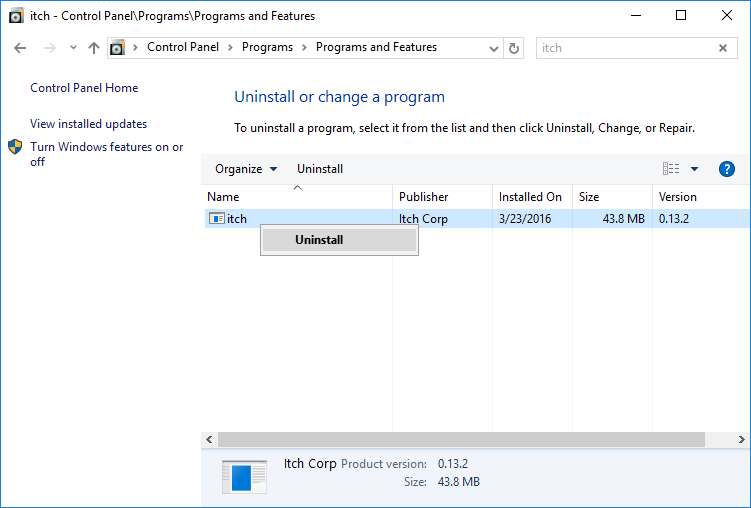 itch - Control Panel\Programs\Programs and Features
Control Panel Programs Programs and Features
itch
Control Panel Home
View installed updates
Turn Windows features on or
off
Uninstall or change a program
To uninstall a program, select it from the list and then click Uninstall, Change, or Repair.
Organize Uninstall
?
Name Publisher Installed On Size Version
itch Itch Corp 3/23/2016 43.8 MB 0.13.2
Uninstall
Itch Corp Product version: 0.13.2
Size: 43.8 MB